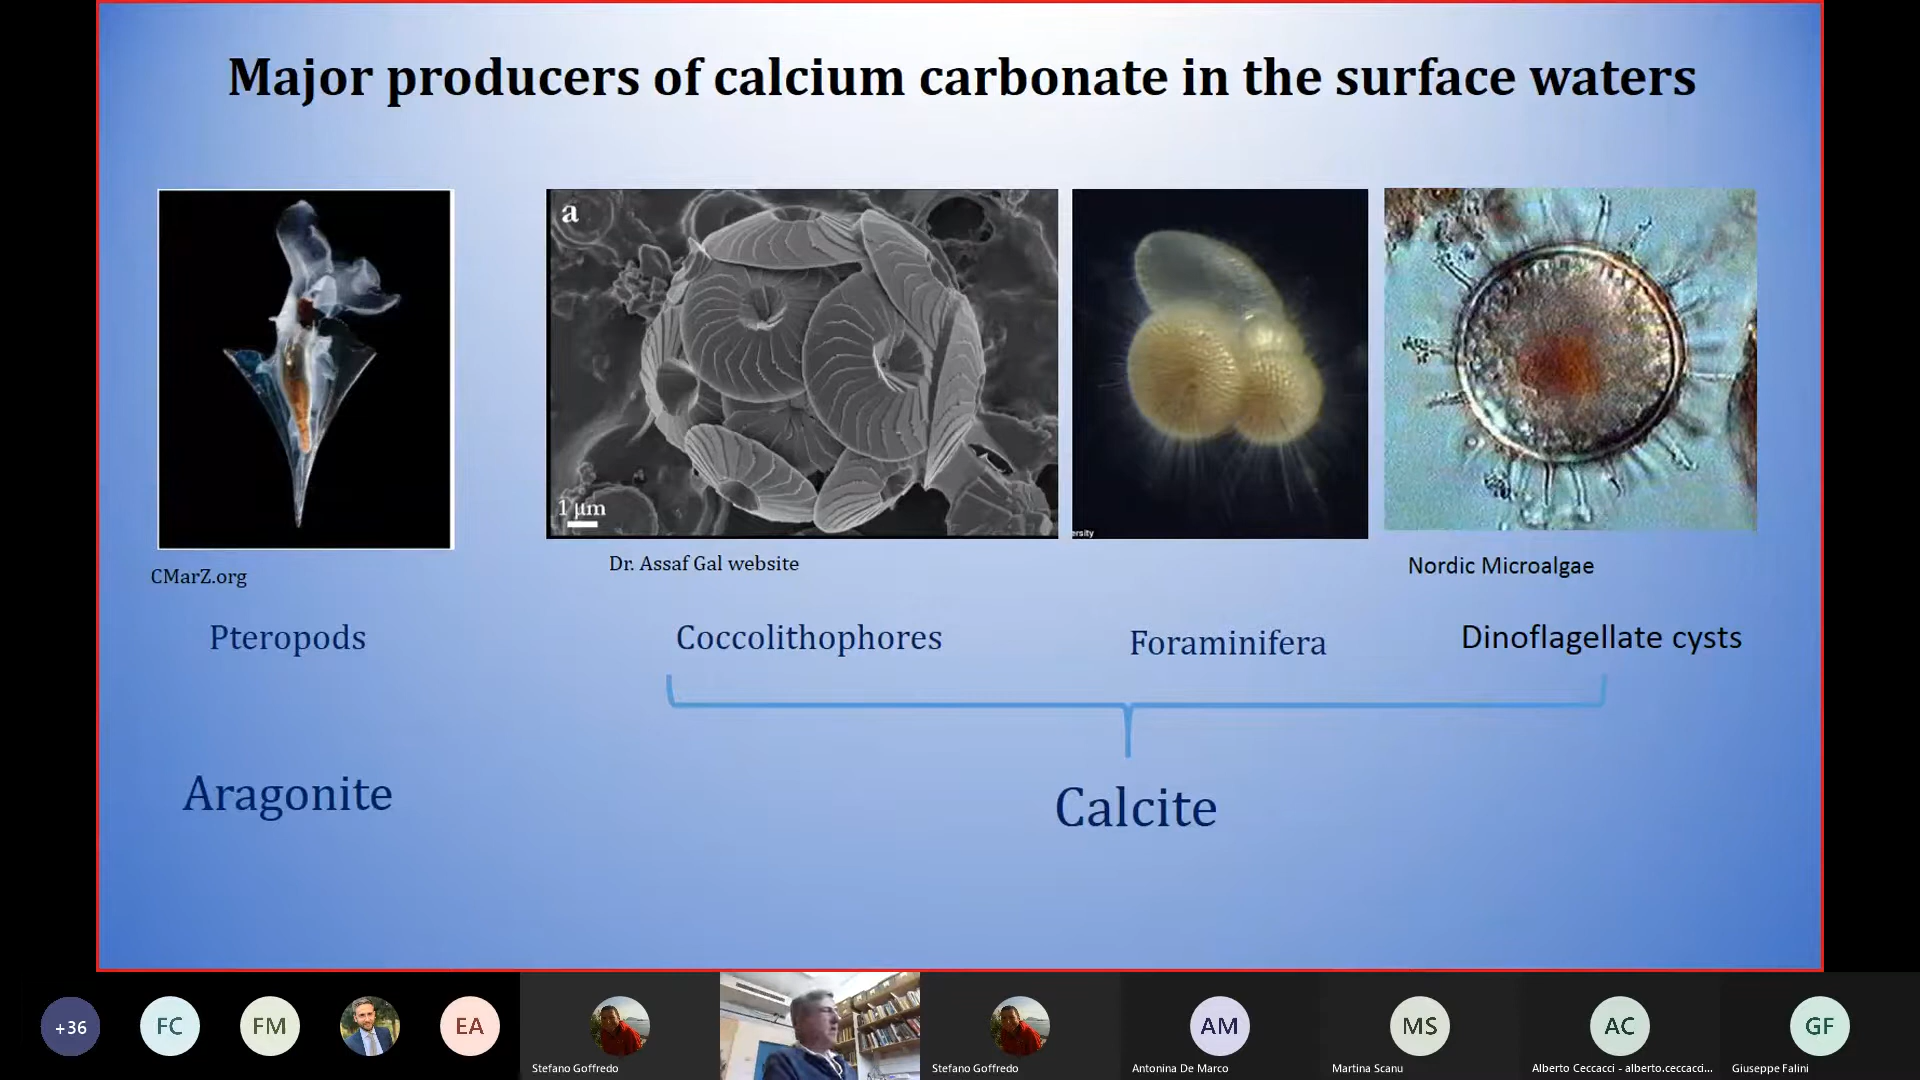 Major producers of calcium carbonate in the surface waters
a
1 µm
ersity
CMarZ.org
Dr. Assaf Gal website
Nordic Microalgae
Pteropods
Coccolithophores
Foraminifera
Dinoflagellate cysts
Aragonite
Calcite
+36
FC
FM
EA
AM
MS
AC
GF
Stefano Goffredo
Stefano Goffredo
Antonina De Marco
Martina Scanu
Alberto Ceccacci - alberto.ceccacci...
Giuseppe Falini